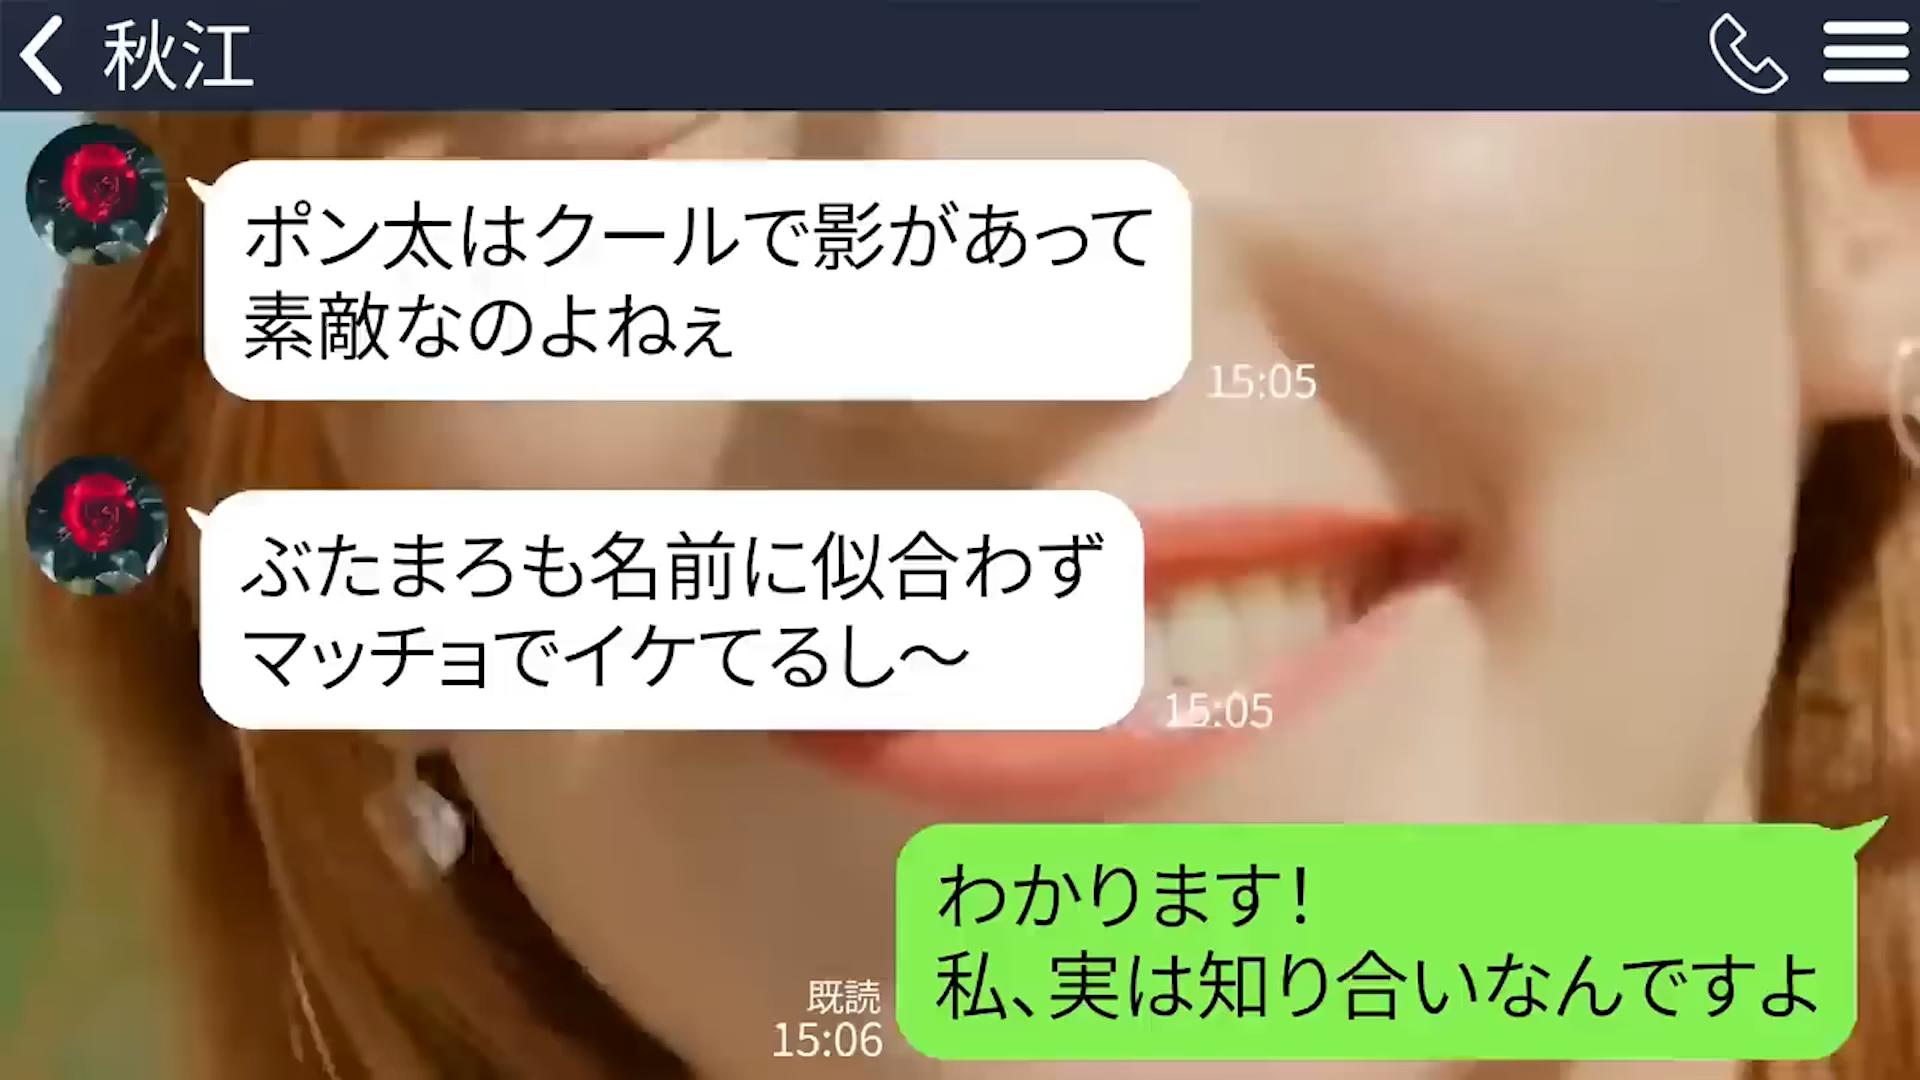 秋江
ポン太はクールで影があって
素敵なのよねぇ
15:05
ぶたまろも名前に似合わず
マッチョでイケてるし〜
15:05
わかります!
私、実は知り合いなんですよ
既読
15:06